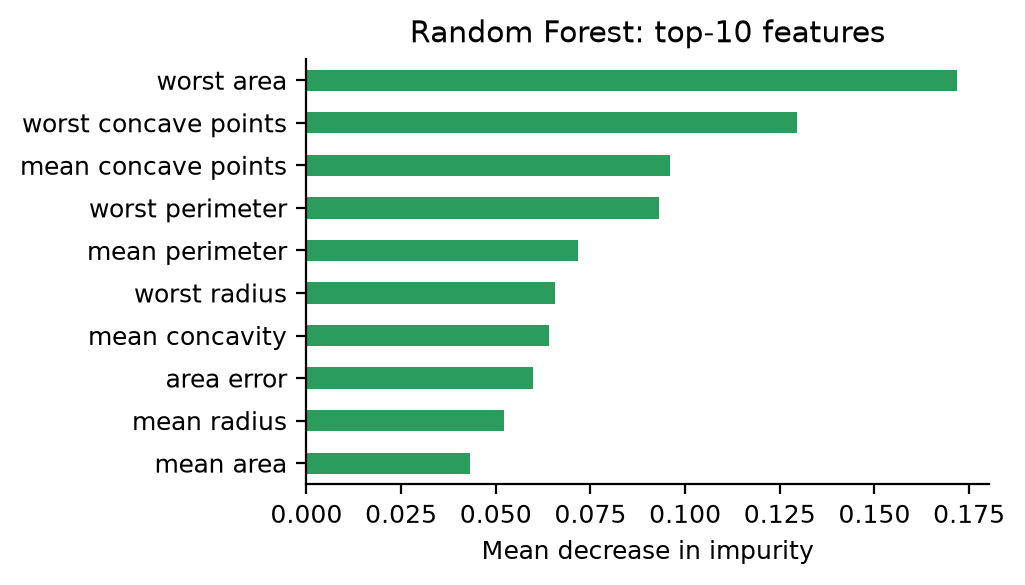 Random Forest: top-10 features
worst area
worst concave points
mean concave points
worst perimeter
mean perimeter
worst radius
mean concavity
area error
mean radius
mean area
0.000 0.025 0.050 0.075 0.100 0.125 0.150 0.175
Mean decrease in impurity